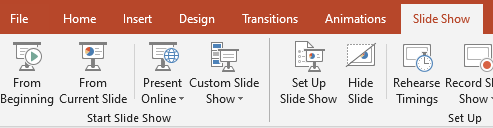 File Home Insert Design Transitions Animations Slide Show
From Beginning
From Current Slide
Present Online
Custom Slide Show
Set Up Slide Show
Hide Slide
Rehearse Timings
Record Sl Show
Start Slide Show
Set Up